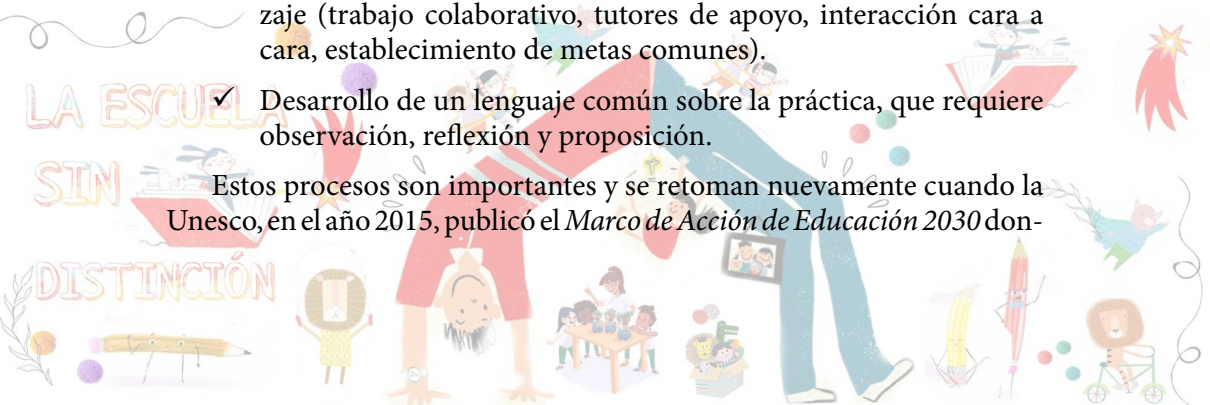 zaje (trabajo colaborativo, tutores de apoyo, interacción cara a
cara, establecimiento de metas comunes).
✓ Desarrollo de un lenguaje común sobre la práctica, que requiere
observación, reflexión y proposición.
Estos procesos son importantes y se retoman nuevamente cuando la
Unesco, en el año 2015, publicó el Marco de Acción de Educación 2030 don-
LA ESCUELA
SIN
DISTINCIÓN